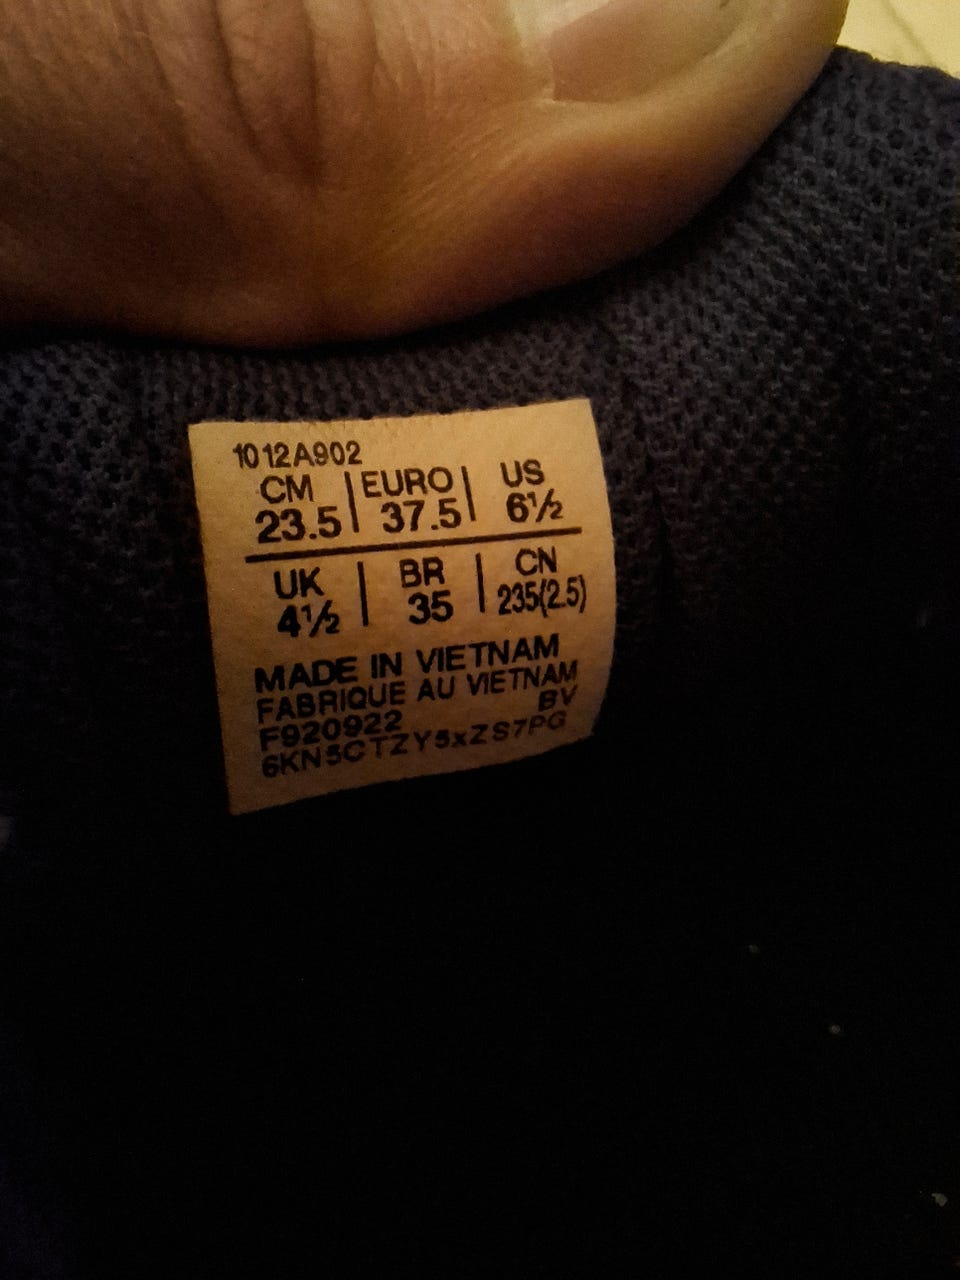 1012A902
CM | EURO | US
23.5 | 37.5 | 6½
UK | BR | CN
4½ | 35 | 235(2.5)
MADE IN VIETNAM
FABRIQUE AU VIETNAM
F920922 BV
6KN5CTZY5xZS7PG